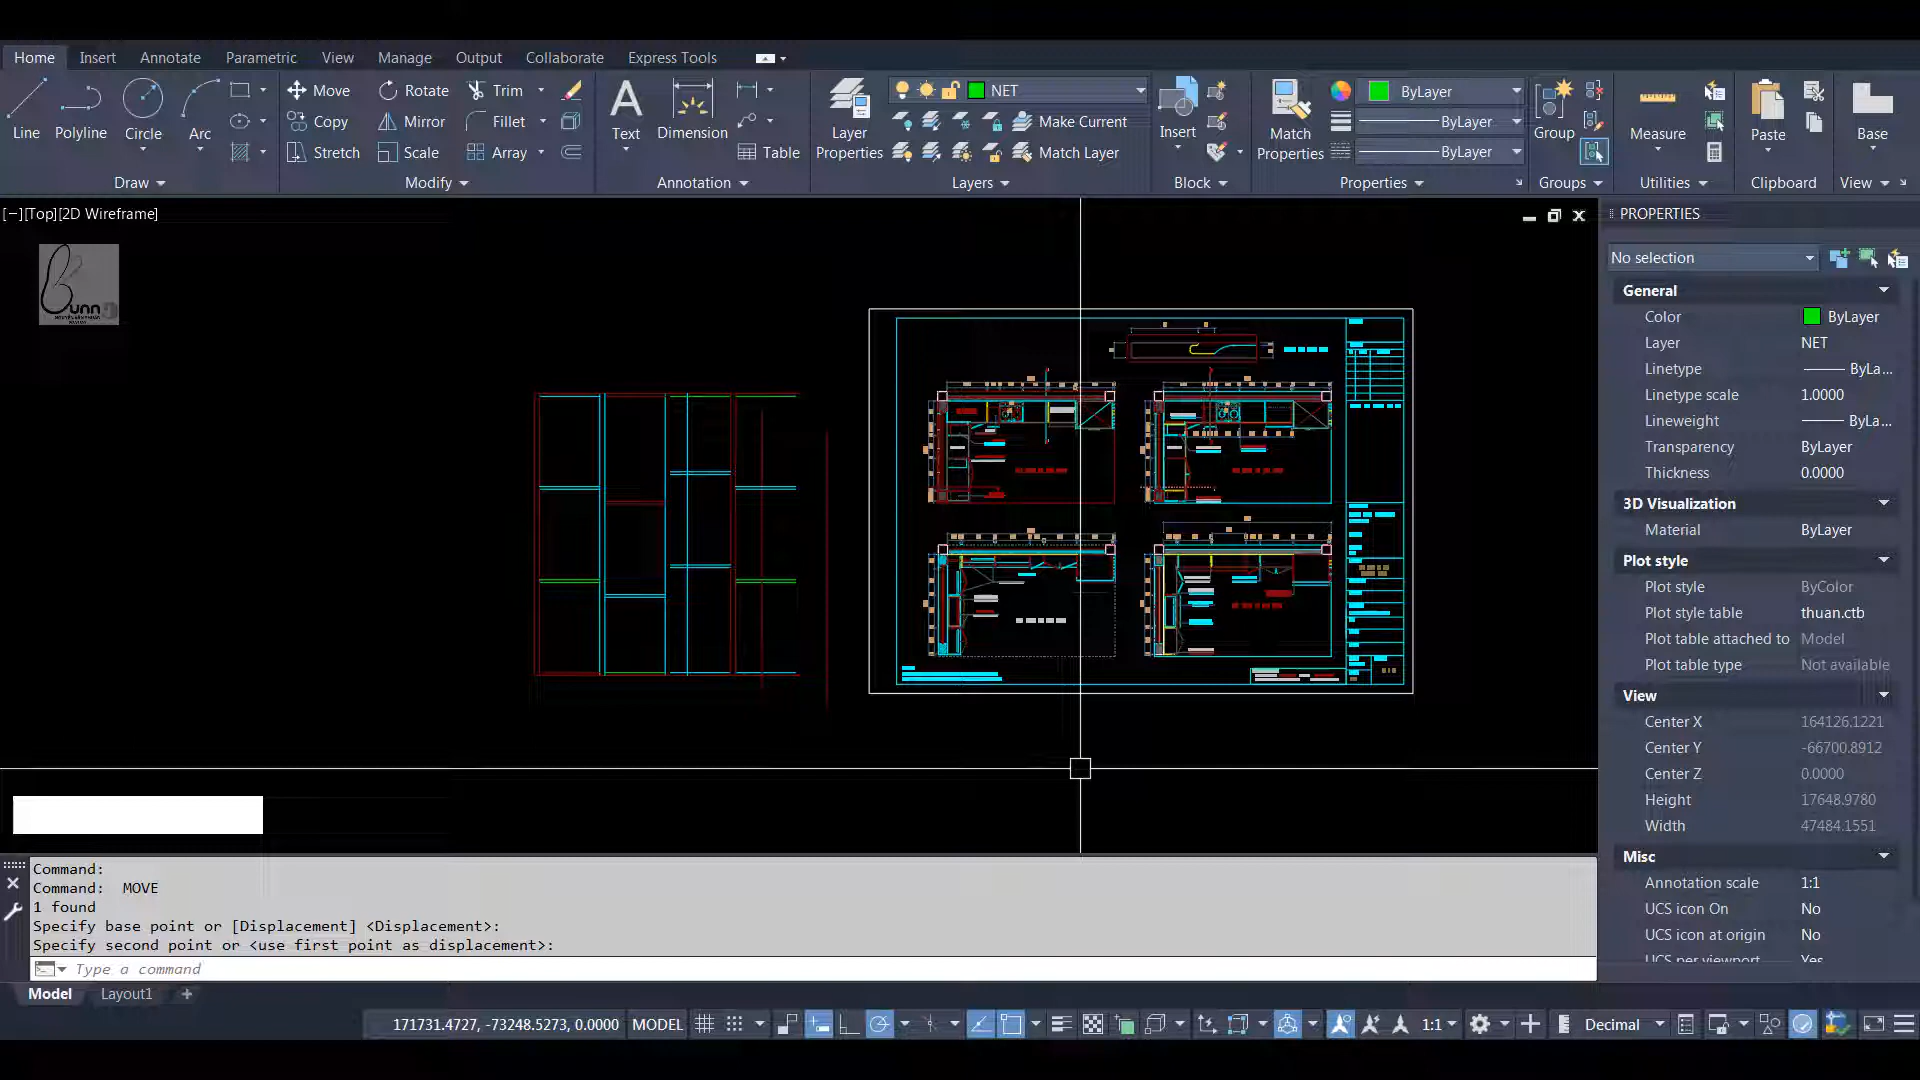 Home Insert Annotate Parametric View Manage Output Collaborate Express Tools
Line Polyline Circle Arc
Draw
Move Rotate Trim
Copy Mirror Fillet
Stretch Scale Array
Modify
Text Dimension Table
Annotation
Layer Properties
NET
Make Current
Match Layer
Layers
Insert
Block
Match Properties
ByLayer
ByLayer
ByLayer
Properties
Group
Groups
Measure
Utilities
Paste
Clipboard
Base
View
[−][Top][2D Wireframe]
Bunn
PROPERTIES
No selection
General
Color ByLayer
Layer NET
Linetype ByLa...
Linetype scale 1.0000
Lineweight ByLa...
Transparency ByLayer
Thickness 0.0000
3D Visualization
Material ByLayer
Plot style
Plot style ByColor
Plot style table thuan.ctb
Plot table attached to Model
Plot table type Not available
View
Center X 164126.1221
Center Y -66700.8912
Center Z 0.0000
Height 17648.9780
Width 47484.1551
Misc
Annotation scale 1:1
UCS icon On No
UCS icon at origin No
UCS per viewport Yes
Command:
Command: MOVE
1 found
Specify base point or [Displacement] <Displacement>:
Specify second point or <use first point as displacement>:
Type a command
Model Layout1 +
171731.4727, -73248.5273, 0.0000 MODEL 1:1 Decimal